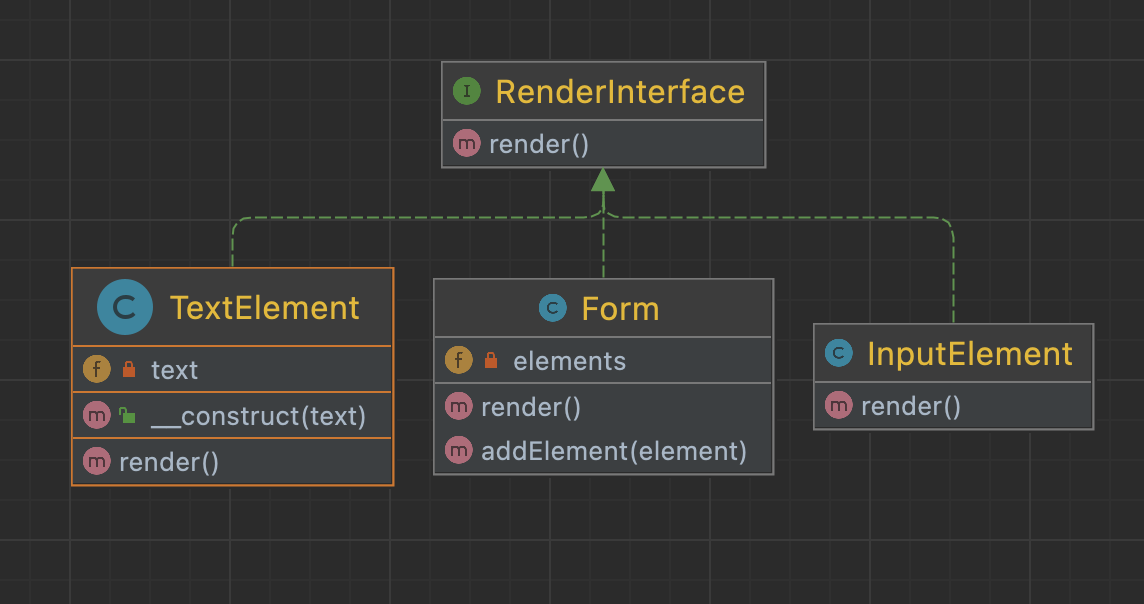 I RenderInterface
m render()
C TextElement
f text
m __construct(text)
m render()
C Form
f elements
m render()
m addElement(element)
C InputElement
m render()